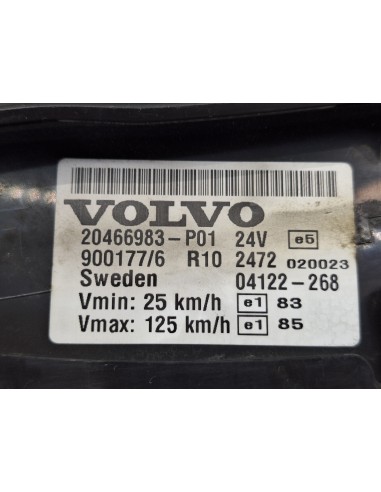 VOLVO
20466983-P01 24V e5
900177/6 R10 2472 020023
Sweden 04122-268
Vmin: 25 km/h e1 83
Vmax: 125 km/h e1 85